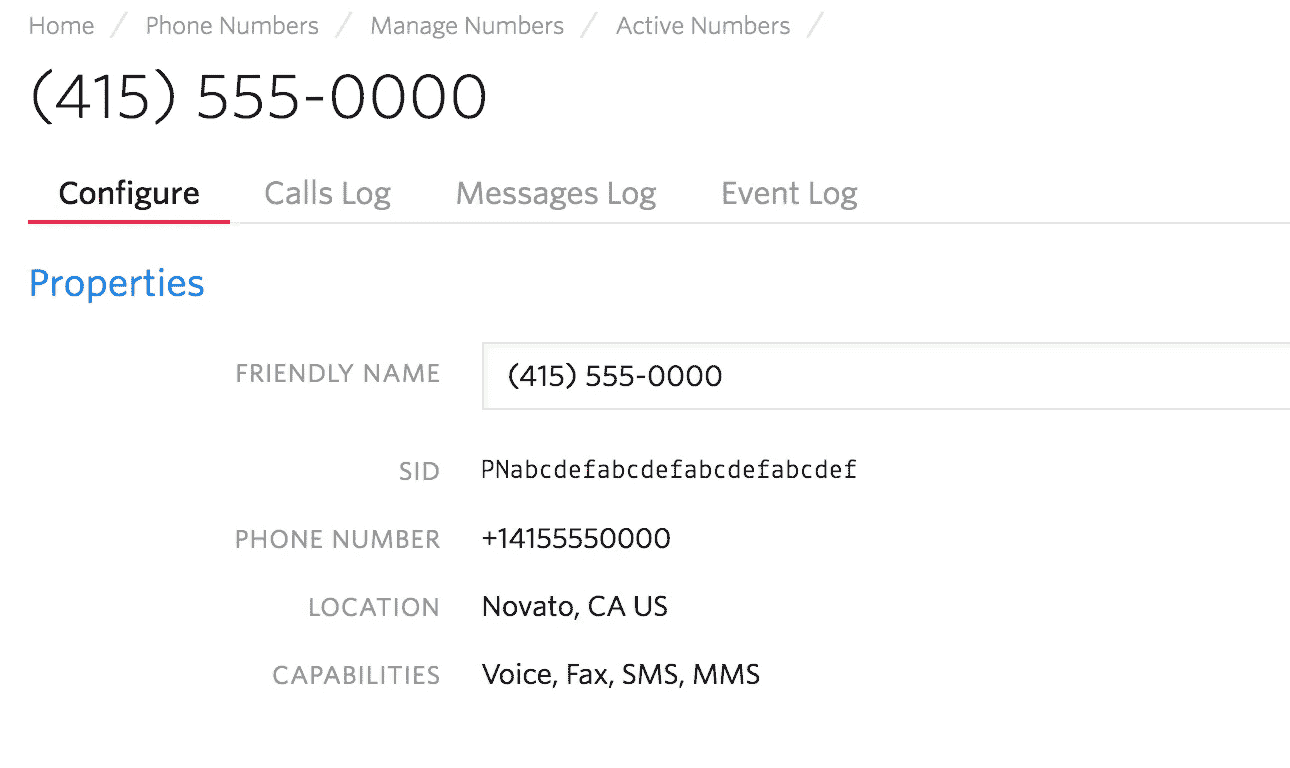 Home / Phone Numbers / Manage Numbers / Active Numbers /
(415) 555-0000
Configure Calls Log Messages Log Event Log
Properties
FRIENDLY NAME (415) 555-0000
SID PNabcdefabcdefabcdefabcdef
PHONE NUMBER +14155550000
LOCATION Novato, CA US
CAPABILITIES Voice, Fax, SMS, MMS